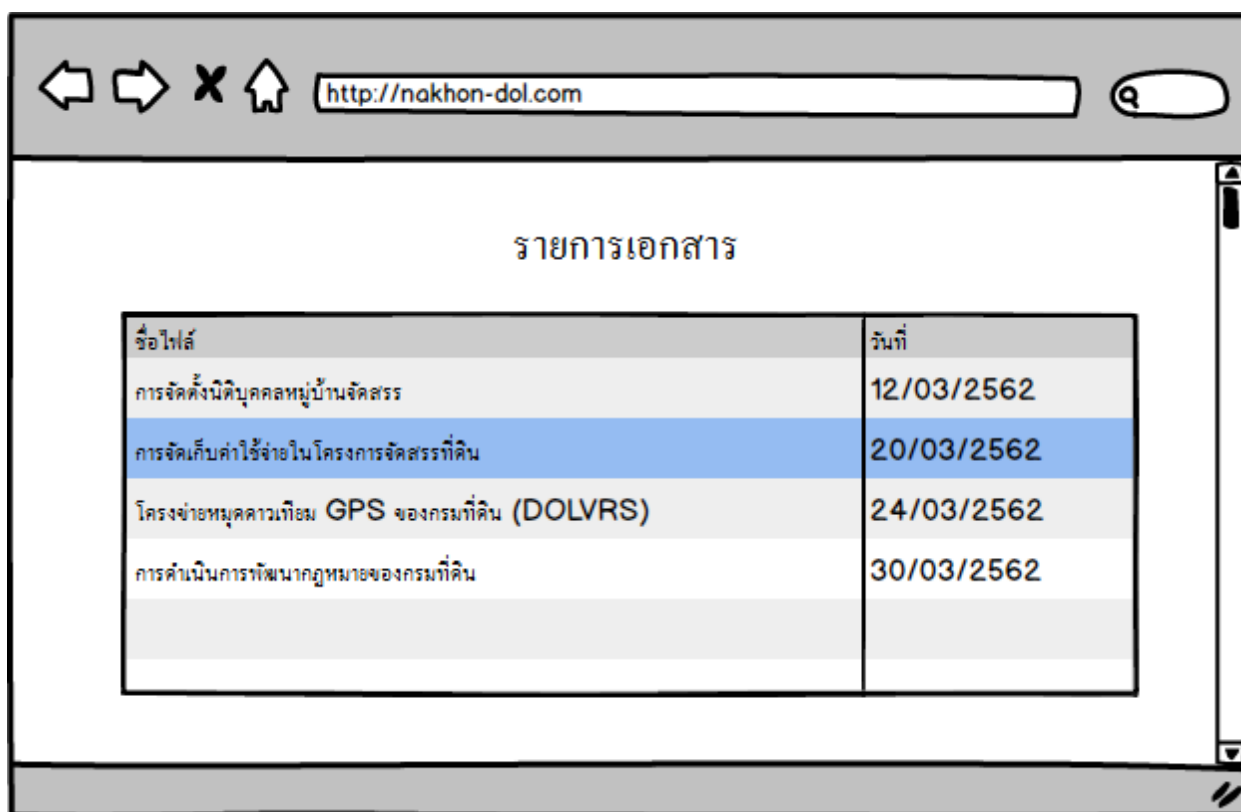 http://nakhon-dol.com
รายการเอกสาร
ชื่อไฟล์ วันที่
การจัดตั้งนิติบุคคลหมู่บ้านจัดสรร 12/03/2562
การจัดเก็บค่าใช้จ่ายในโครงการจัดสรรที่ดิน 20/03/2562
โครงข่ายหมุดดาวเทียม GPS ของกรมที่ดิน (DOLVRS) 24/03/2562
การดำเนินการพัฒนากฎหมายของกรมที่ดิน 30/03/2562